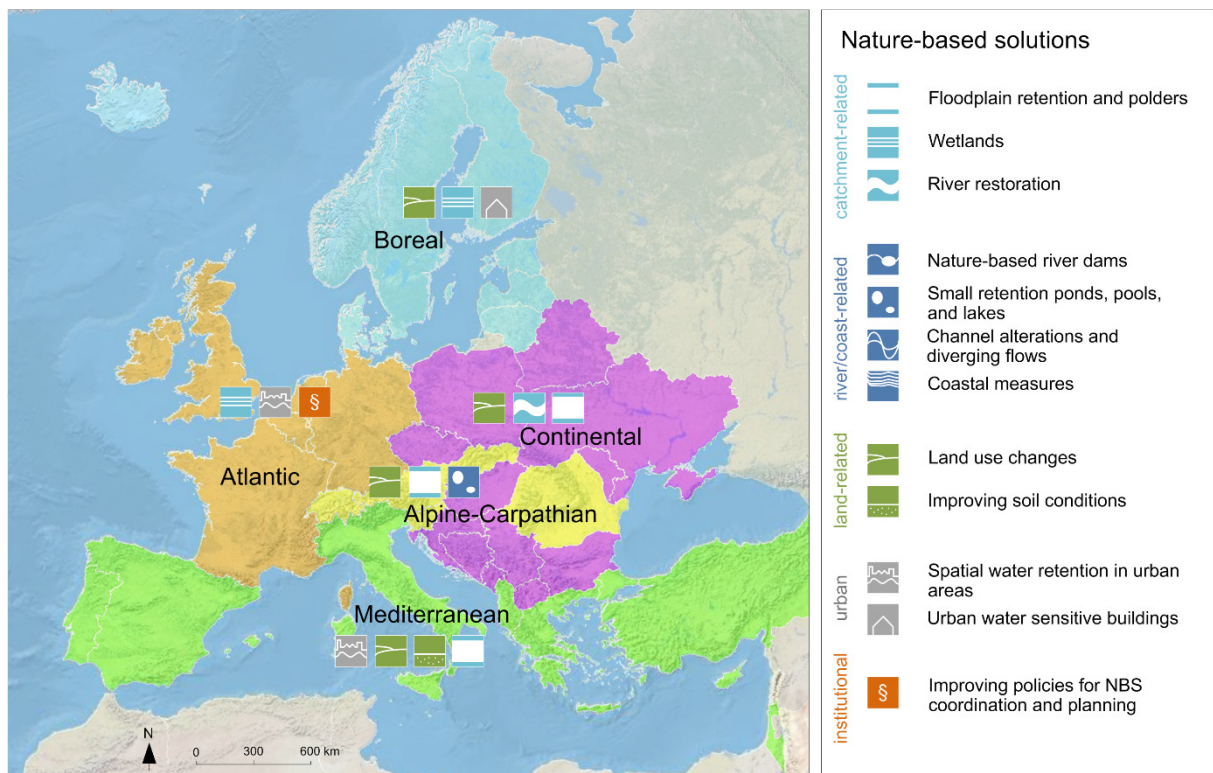 Boreal
Atlantic
Continental
Alpine-Carpathian
Mediterranean
§
N
0 300 600 km
Nature-based solutions
catchment-related
Floodplain retention and polders
Wetlands
River restoration
river/coast-related
Nature-based river dams
Small retention ponds, pools,
and lakes
Channel alterations and
diverging flows
Coastal measures
land-related
Land use changes
Improving soil conditions
urban
Spatial water retention in urban
areas
Urban water sensitive buildings
institutional
§
Improving policies for NBS
coordination and planning